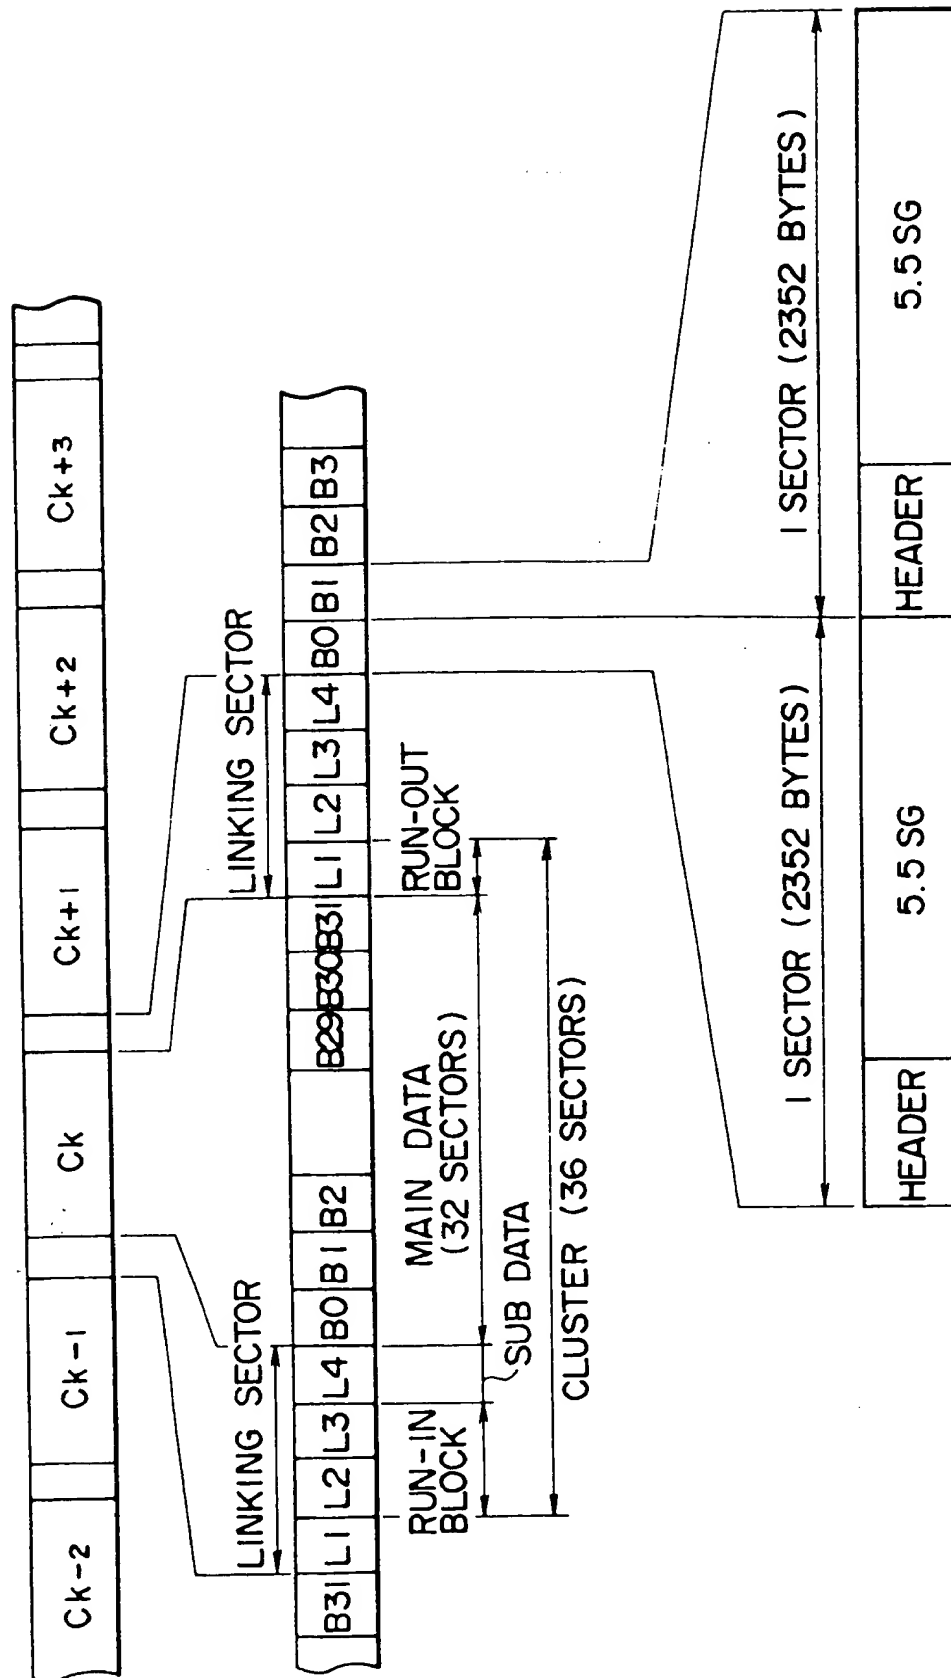 Ck-2
Ck-1
Ck
Ck+1
Ck+2
Ck+3
LINKING SECTOR
LINKING SECTOR
B31 L1 L2 L3 L4 B0 B1 B2 B29 B30 B31 L1 L2 L3 L4 B0 B1 B2 B3
RUN-IN
BLOCK
MAIN DATA
(32 SECTORS)
RUN-OUT
BLOCK
SUB DATA
CLUSTER (36 SECTORS)
1 SECTOR (2352 BYTES)
1 SECTOR (2352 BYTES)
HEADER
5.5 SG
HEADER
5.5 SG